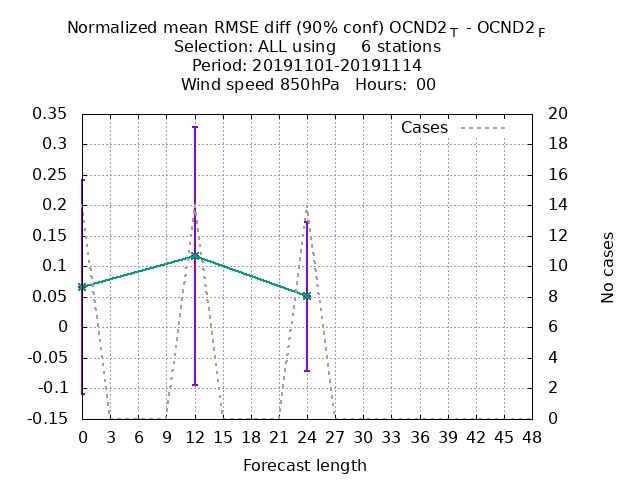 Normalized mean RMSE diff (90% conf) OCND2 T - OCND2 F
Selection: ALL using 6 stations
Period: 20191101-20191114
Wind speed 850hPa Hours: 00
0.35
0.3
0.25
0.2
0.15
0.1
0.05
0
-0.05
-0.1
-0.15
Cases
20
18
16
14
12
10
8
6
4
2
0
No cases
0 3 6 9 12 15 18 21 24 27 30 33 36 39 42 45 48
Forecast length